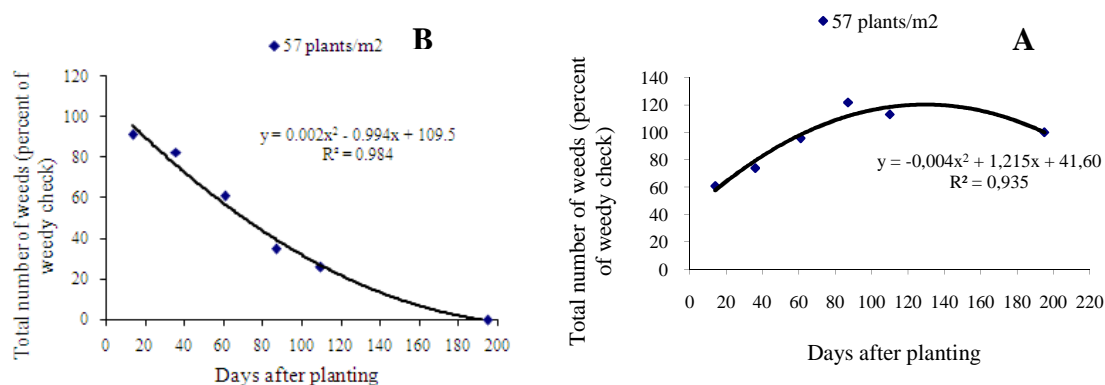 57 plants/m2
B
120
100
80
60
40
20
0
y = 0.002x² - 0.994x + 109.5
R² = 0.984
0 20 40 60 80 100 120 140 160 180 200
Days after planting
Total number of weeds (percent of
weedy check)
57 plants/m2
A
140
120
100
80
60
40
20
0
y = -0,004x² + 1,215x + 41,60
R² = 0,935
0 20 40 60 80 100 120 140 160 180 200 220
Days after planting
Total number of weeds (percent
of weedy check)